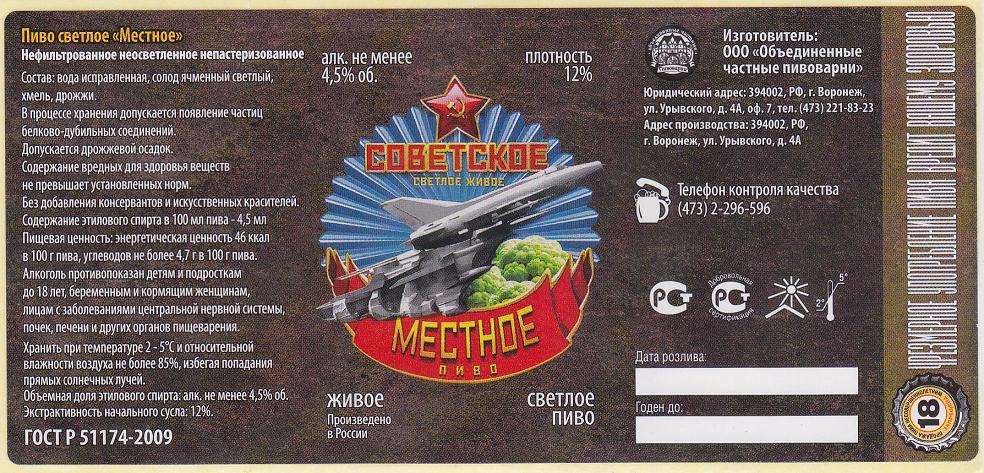 Пиво светлое «Местное»
Нефильтрованное неосветленное непастеризованное
Состав: вода исправленная, солод ячменный светлый,
хмель, дрожжи.
В процессе хранения допускается появление частиц
белково-дубильных соединений.
Допускается дрожжевой осадок.
Содержание вредных для здоровья веществ
не превышает установленных норм.
Без добавления консервантов и искусственных красителей.
Содержание этилового спирта в 100 мл пива - 4,5 мл
Пищевая ценность: энергетическая ценность 46 ккал
в 100 г пива, углеводов не более 4,7 г в 100 г пива.
Алкоголь противопоказан детям и подросткам
до 18 лет, беременным и кормящим женщинам,
лицам с заболеваниями центральной нервной системы,
почек, печени и других органов пищеварения.
Хранить при температуре 2 - 5°С и относительной
влажности воздуха не более 85%, избегая попадания
прямых солнечных лучей.
Объемная доля этилового спирта: алк. не менее 4,5% об.
Экстрактивность начального сусла: 12%.
ГОСТ Р 51174-2009
алк. не менее
4,5% об.
плотность
12%
СОВЕТСКОЕ
СВЕТЛОЕ ЖИВОЕ
МЕСТНОЕ
ПИВО
живое
Произведено
в России
светлое
пиво
Изготовитель:
ООО «Объединенные
частные пивоварни»
Юридический адрес: 394002, РФ, г. Воронеж,
ул. Урывского, д. 4А, оф. 7, тел. (473) 221-83-23
Адрес производства: 394002, РФ,
г. Воронеж, ул. Урывского, д. 4А
Телефон контроля качества
(473) 2-296-596
РСТ
Добровольная
РСТ
сертификация
5°
2°
Дата розлива:
Годен до:
ЧРЕЗМЕРНОЕ УПОТРЕБЛЕНИЕ ПИВА ВРЕДИТ ВАШЕМУ ЗДОРОВЬЮ
18